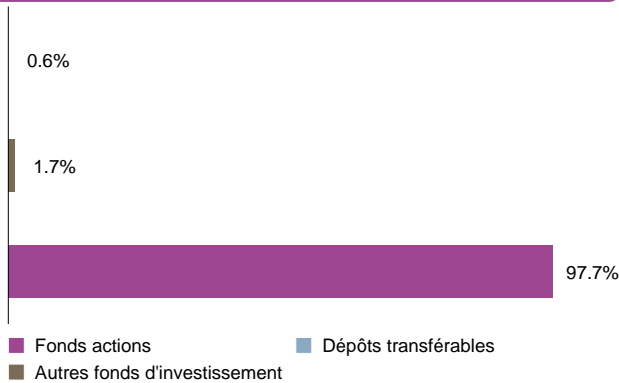 0.6%
1.7%
97.7%
Fonds actions
Dépôts transférables
Autres fonds d'investissement